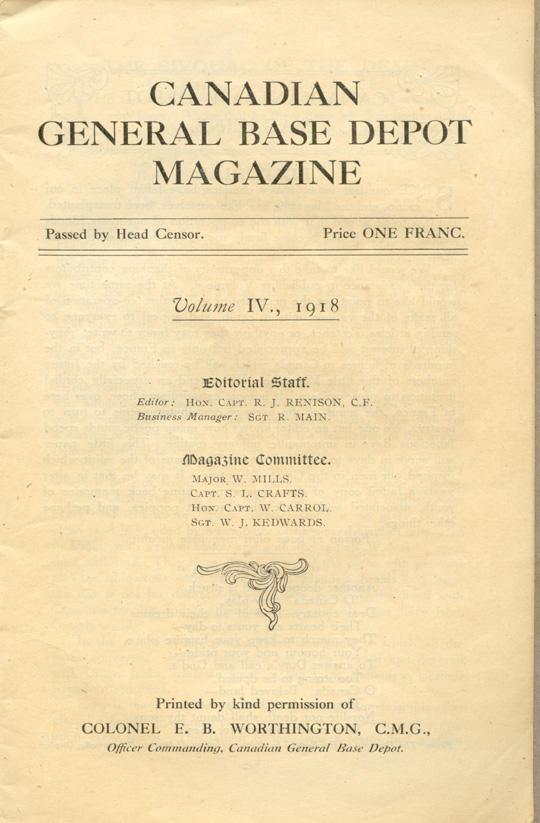 CANADIAN
GENERAL BASE DEPOT
MAGAZINE
Passed by Head Censor. Price ONE FRANC.
Volume IV., 1918
Editorial Staff.
Editor: HON. CAPT. R. J. RENISON, C.F.
Business Manager: SGT. R. MAIN.
Magazine Committee.
MAJOR W. MILLS.
CAPT. S. L. CRAFTS.
HON. CAPT. W. CARROL.
SGT. W. J. KEDWARDS.
Printed by kind permission of
COLONEL E. B. WORTHINGTON, C.M.G.,
Officer Commanding, Canadian General Base Depot.